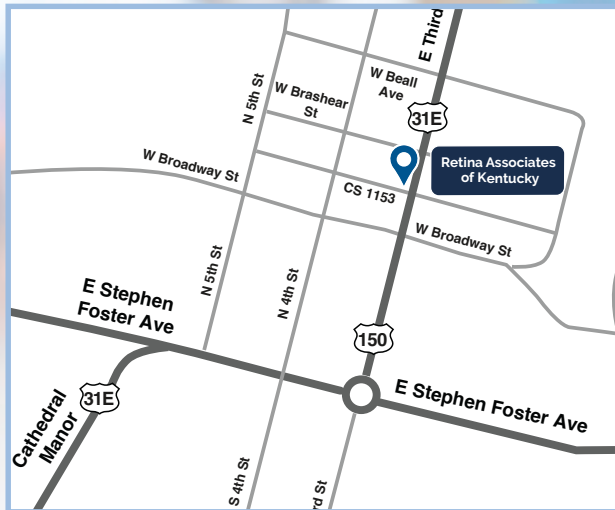 E Third
W Beall
Ave
N 5th St
W Brashear
St
31E
Retina Associates
of Kentucky
W Broadway St
CS 1153
W Broadway St
N 5th St
N 4th St
E Stephen
Foster Ave
150
31E
E Stephen Foster Ave
Cathedral
Manor
S 4th St
rd St